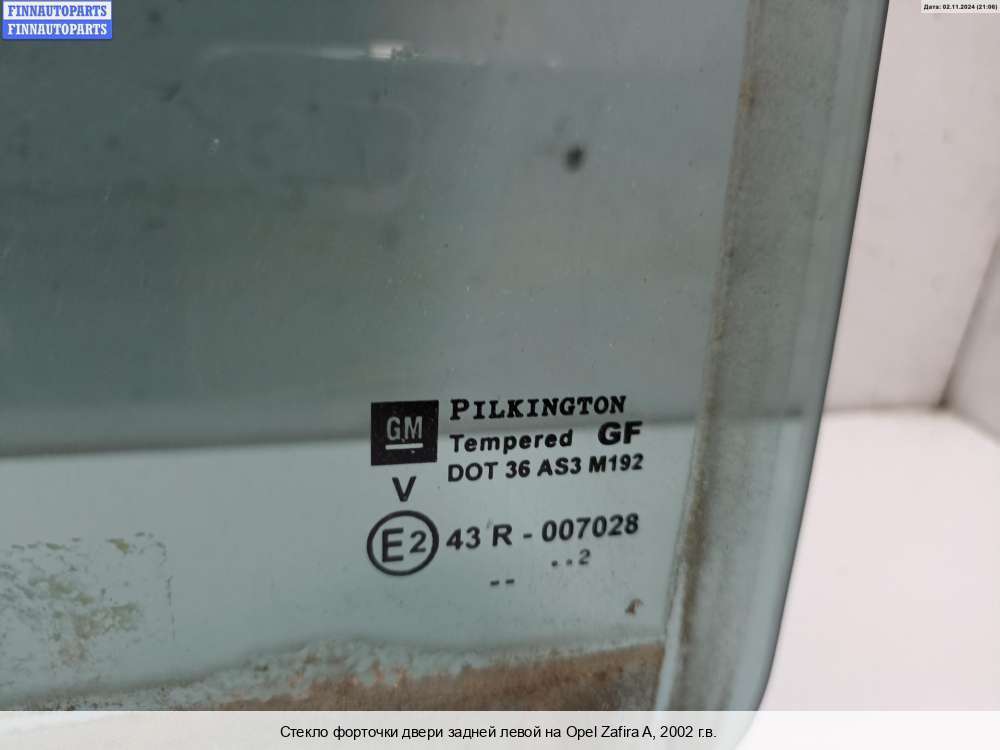 FINNAUTOPARTS
FINNAUTOPARTS
Дата: 02.11.2024 (21:06)
GM
PILKINGTON
Tempered GF
DOT 36 AS3 M192
V
E2 43 R - 007028
..2
--
Стекло форточки двери задней левой на Opel Zafira A, 2002 г.в.